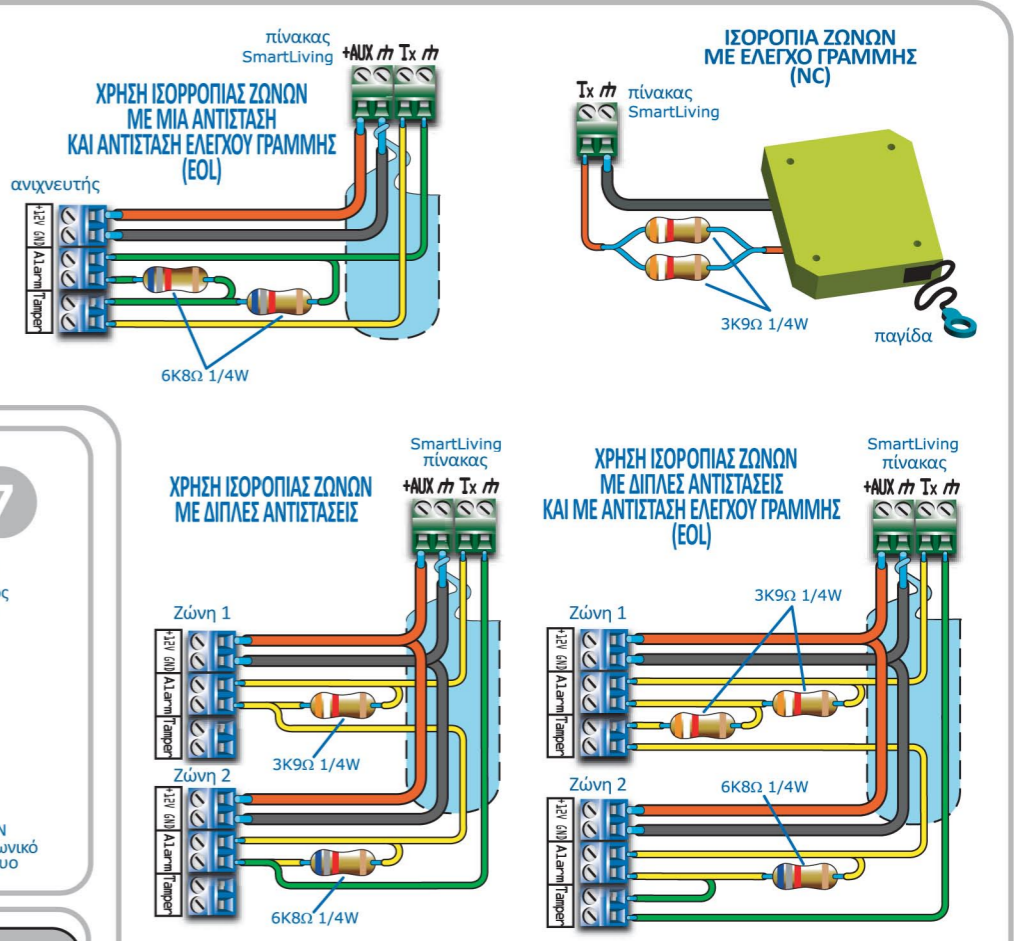 πίνακας
SmartLiving
+AUX Tx
ΧΡΗΣΗ ΙΣΟΡΡΟΠΙΑΣ ΖΩΝΩΝ
ΜΕ ΜΙΑ ΑΝΤΙΣΤΑΣΗ
ΚΑΙ ΑΝΤΙΣΤΑΣΗ ΕΛΕΓΧΟΥ ΓΡΑΜΜΗΣ
(EOL)
ανιχνευτής
+12V GND
Alarm
Tamper
6K8Ω 1/4W
ΙΣΟΡΟΠΙΑ ΖΩΝΩΝ
ΜΕ ΕΛΕΓΧΟ ΓΡΑΜΜΗΣ
(NC)
Tx
πίνακας
SmartLiving
3K9Ω 1/4W
παγίδα
7
ς
Ν
ωνικό
υο
SmartLiving
πίνακας
+AUX Tx
ΧΡΗΣΗ ΙΣΟΡΟΠΙΑΣ ΖΩΝΩΝ
ΜΕ ΔΙΠΛΕΣ ΑΝΤΙΣΤΑΣΕΙΣ
Ζώνη 1
+12V GND
Alarm
Tamper
3K9Ω 1/4W
Ζώνη 2
+12V GND
Alarm
Tamper
6K8Ω 1/4W
SmartLiving
πίνακας
+AUX Tx
ΧΡΗΣΗ ΙΣΟΡΟΠΙΑΣ ΖΩΝΩΝ
ΜΕ ΔΙΠΛΕΣ ΑΝΤΙΣΤΑΣΕΙΣ
ΚΑΙ ΜΕ ΑΝΤΙΣΤΑΣΗ ΕΛΕΓΧΟΥ ΓΡΑΜΜΗΣ
(EOL)
3K9Ω 1/4W
Ζώνη 1
+12V GND
Alarm
Tamper
Ζώνη 2
6K8Ω 1/4W
+12V GND
Alarm
Tamper